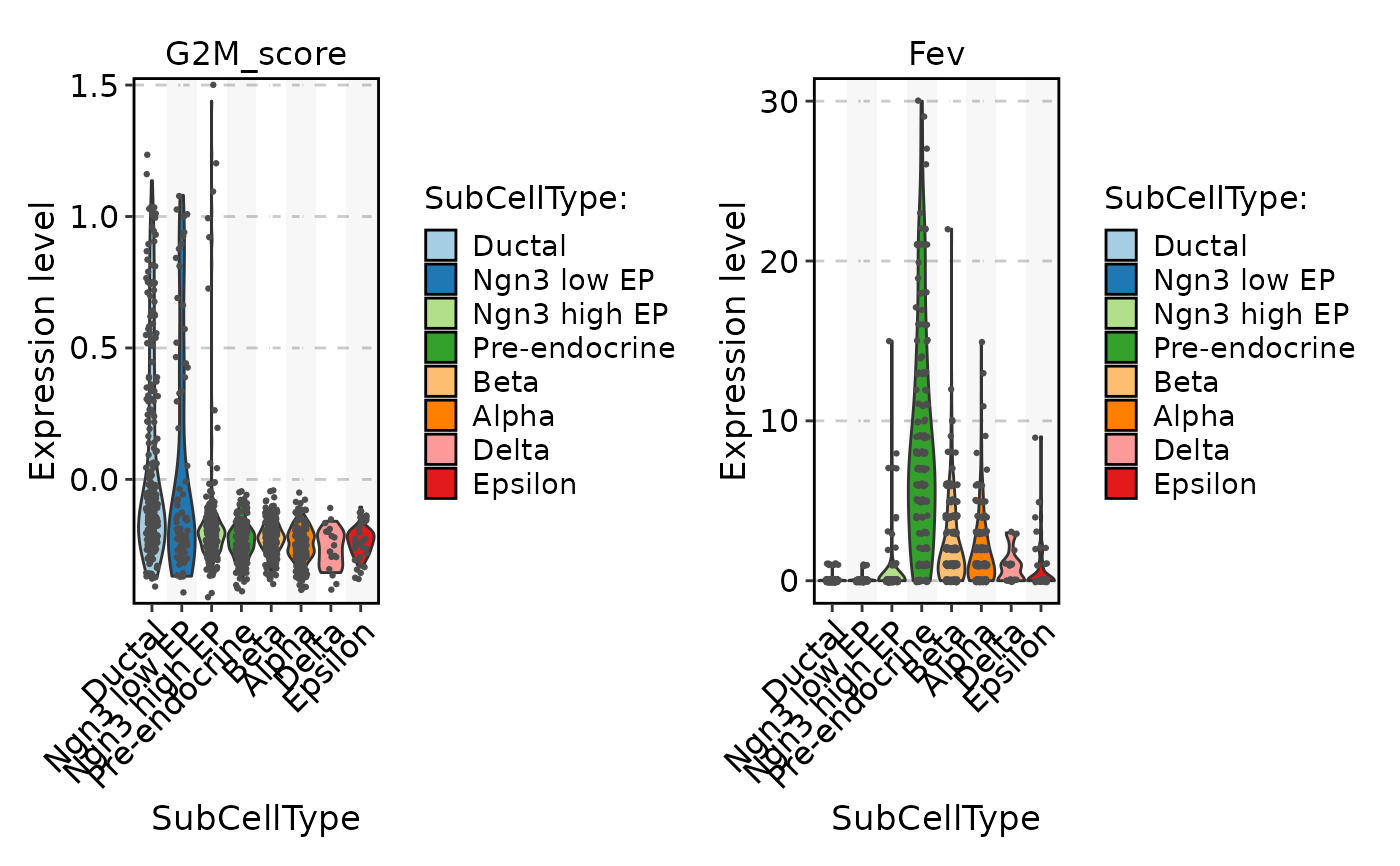 G2M_score
Expression level
1.5
1.0
0.5
0.0
Ductal
Ngn3 low EP
Ngn3 high EP
Pre-endocrine
Beta
Alpha
Delta
Epsilon
SubCellType
SubCellType:
Ductal
Ngn3 low EP
Ngn3 high EP
Pre-endocrine
Beta
Alpha
Delta
Epsilon
Fev
Expression level
30
20
10
0
Ductal
Ngn3 low EP
Ngn3 high EP
Pre-endocrine
Beta
Alpha
Delta
Epsilon
SubCellType
SubCellType:
Ductal
Ngn3 low EP
Ngn3 high EP
Pre-endocrine
Beta
Alpha
Delta
Epsilon